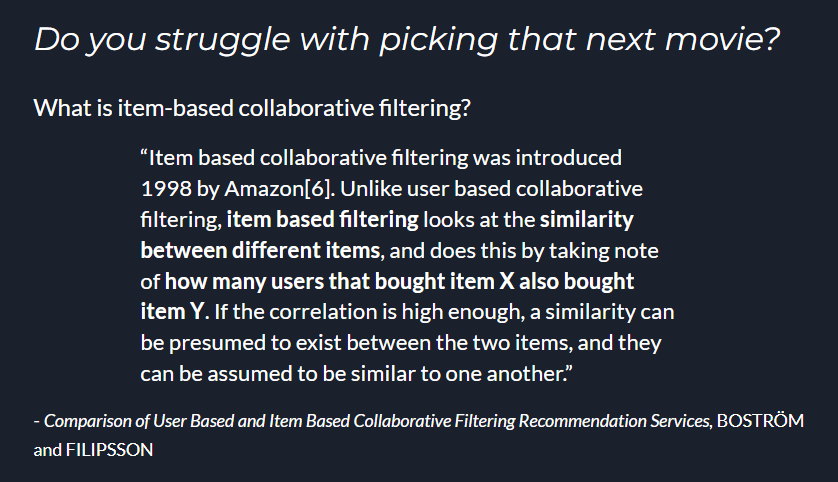 Do you struggle with picking that next movie?
What is item-based collaborative filtering?
“Item based collaborative filtering was introduced
1998 by Amazon[6]. Unlike user based collaborative
filtering, item based filtering looks at the similarity
between different items, and does this by taking note
of how many users that bought item X also bought
item Y. If the correlation is high enough, a similarity can
be presumed to exist between the two items, and they
can be assumed to be similar to one another.”
- Comparison of User Based and Item Based Collaborative Filtering Recommendation Services, BOSTRÖM
and FILIPSSON